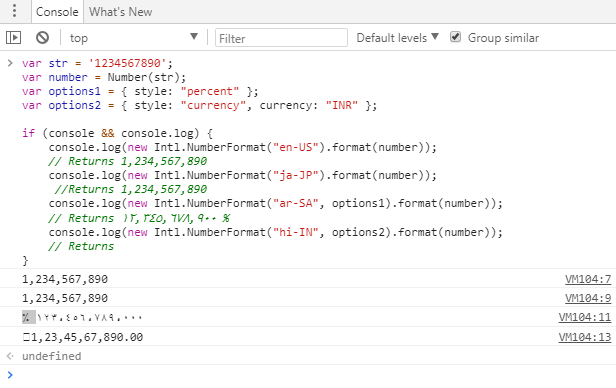 Console What's New
top Filter Default levels Group similar
var str = '1234567890';
var number = Number(str);
var options1 = { style: "percent" };
var options2 = { style: "currency", currency: "INR" };
if (console && console.log) {
console.log(new Intl.NumberFormat("en-US").format(number));
// Returns 1,234,567,890
console.log(new Intl.NumberFormat("ja-JP").format(number));
//Returns 1,234,567,890
console.log(new Intl.NumberFormat("ar-SA", options1).format(number));
// Returns ١٢,٣٤٥,٦٧٨,٩٠٠ %
console.log(new Intl.NumberFormat("hi-IN", options2).format(number));
// Returns
}
1,234,567,890 VM104:7
1,234,567,890 VM104:9
% ١٢٣،٤٥٦،٧٨٩،٠٠٠ VM104:11
1,23,45,67,890.00 VM104:13
undefined